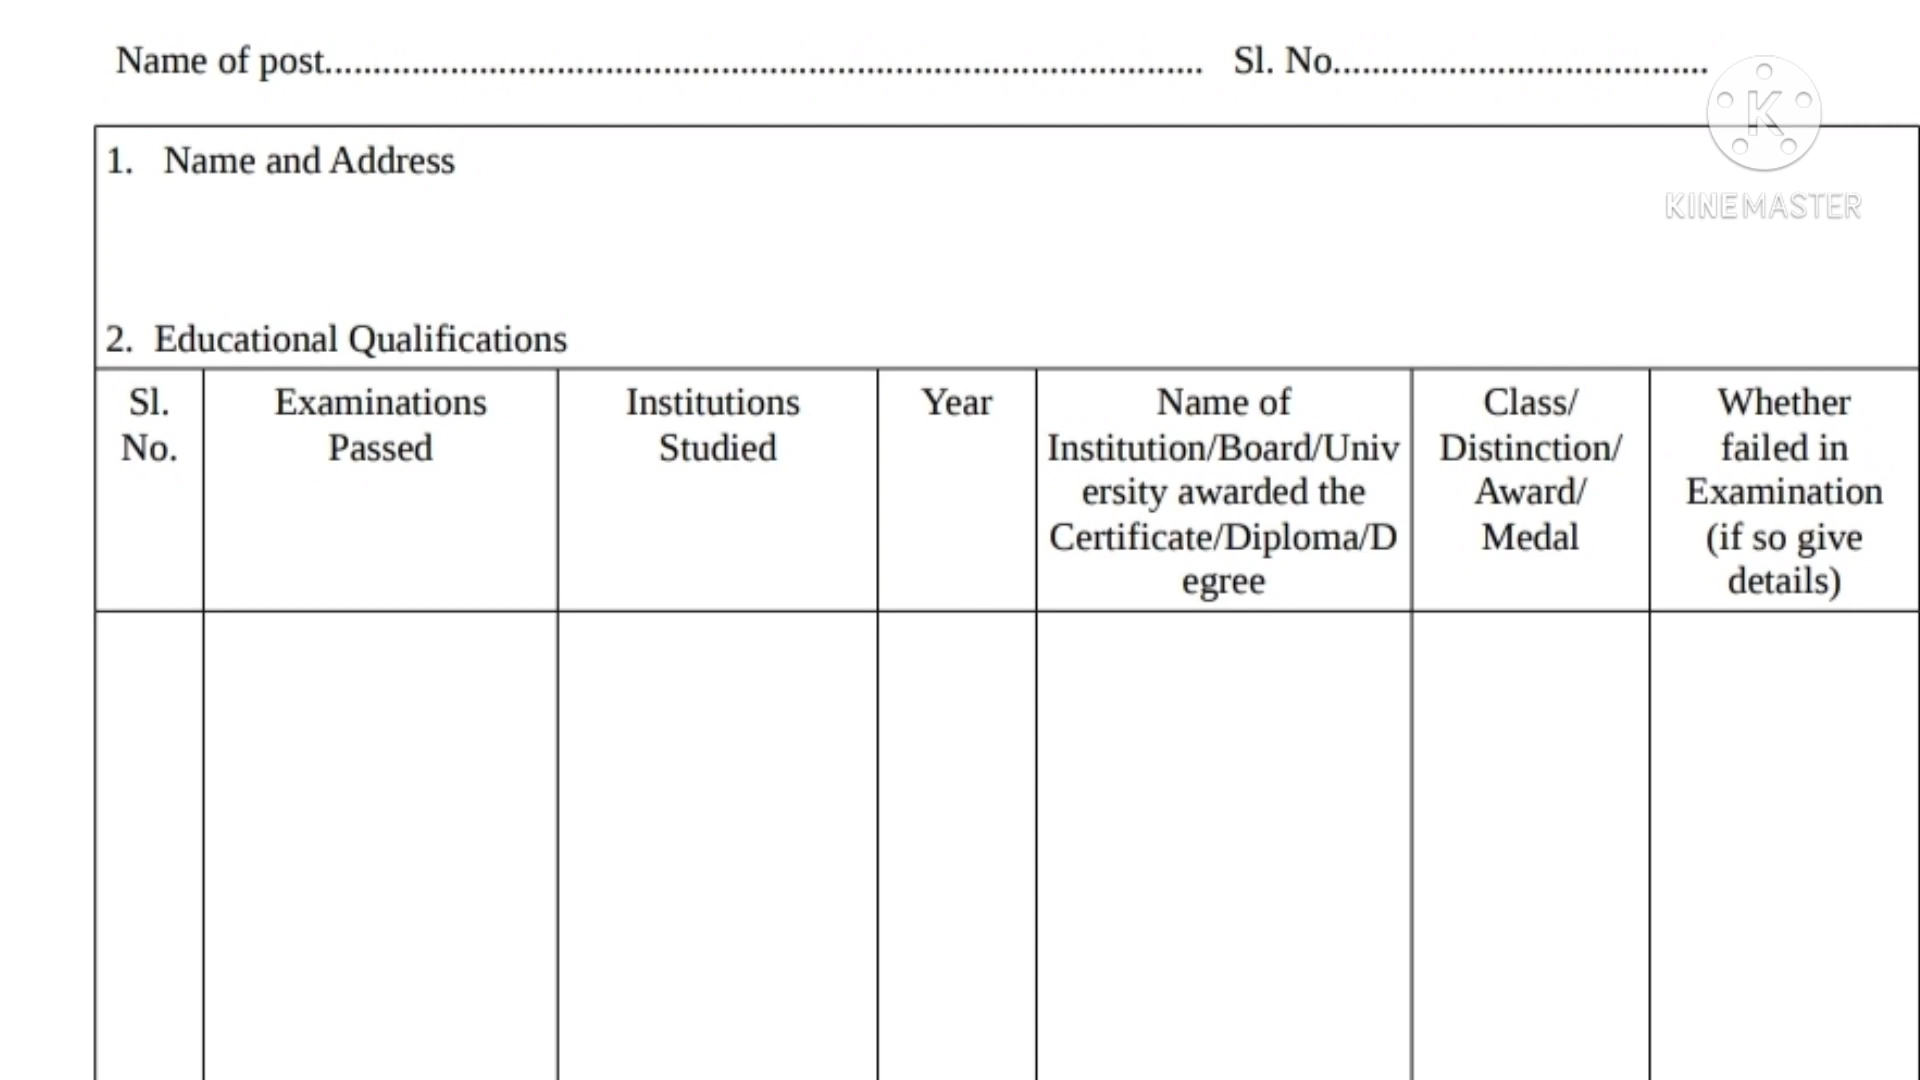 Name of post............................................................................................ Sl. No.......................................
K
KINEMASTER
1. Name and Address
2. Educational Qualifications
Sl.
No.
Examinations
Passed
Institutions
Studied
Year
Name of
Institution/Board/Univ
ersity awarded the
Certificate/Diploma/D
egree
Class/
Distinction/
Award/
Medal
Whether
failed in
Examination
(if so give
details)